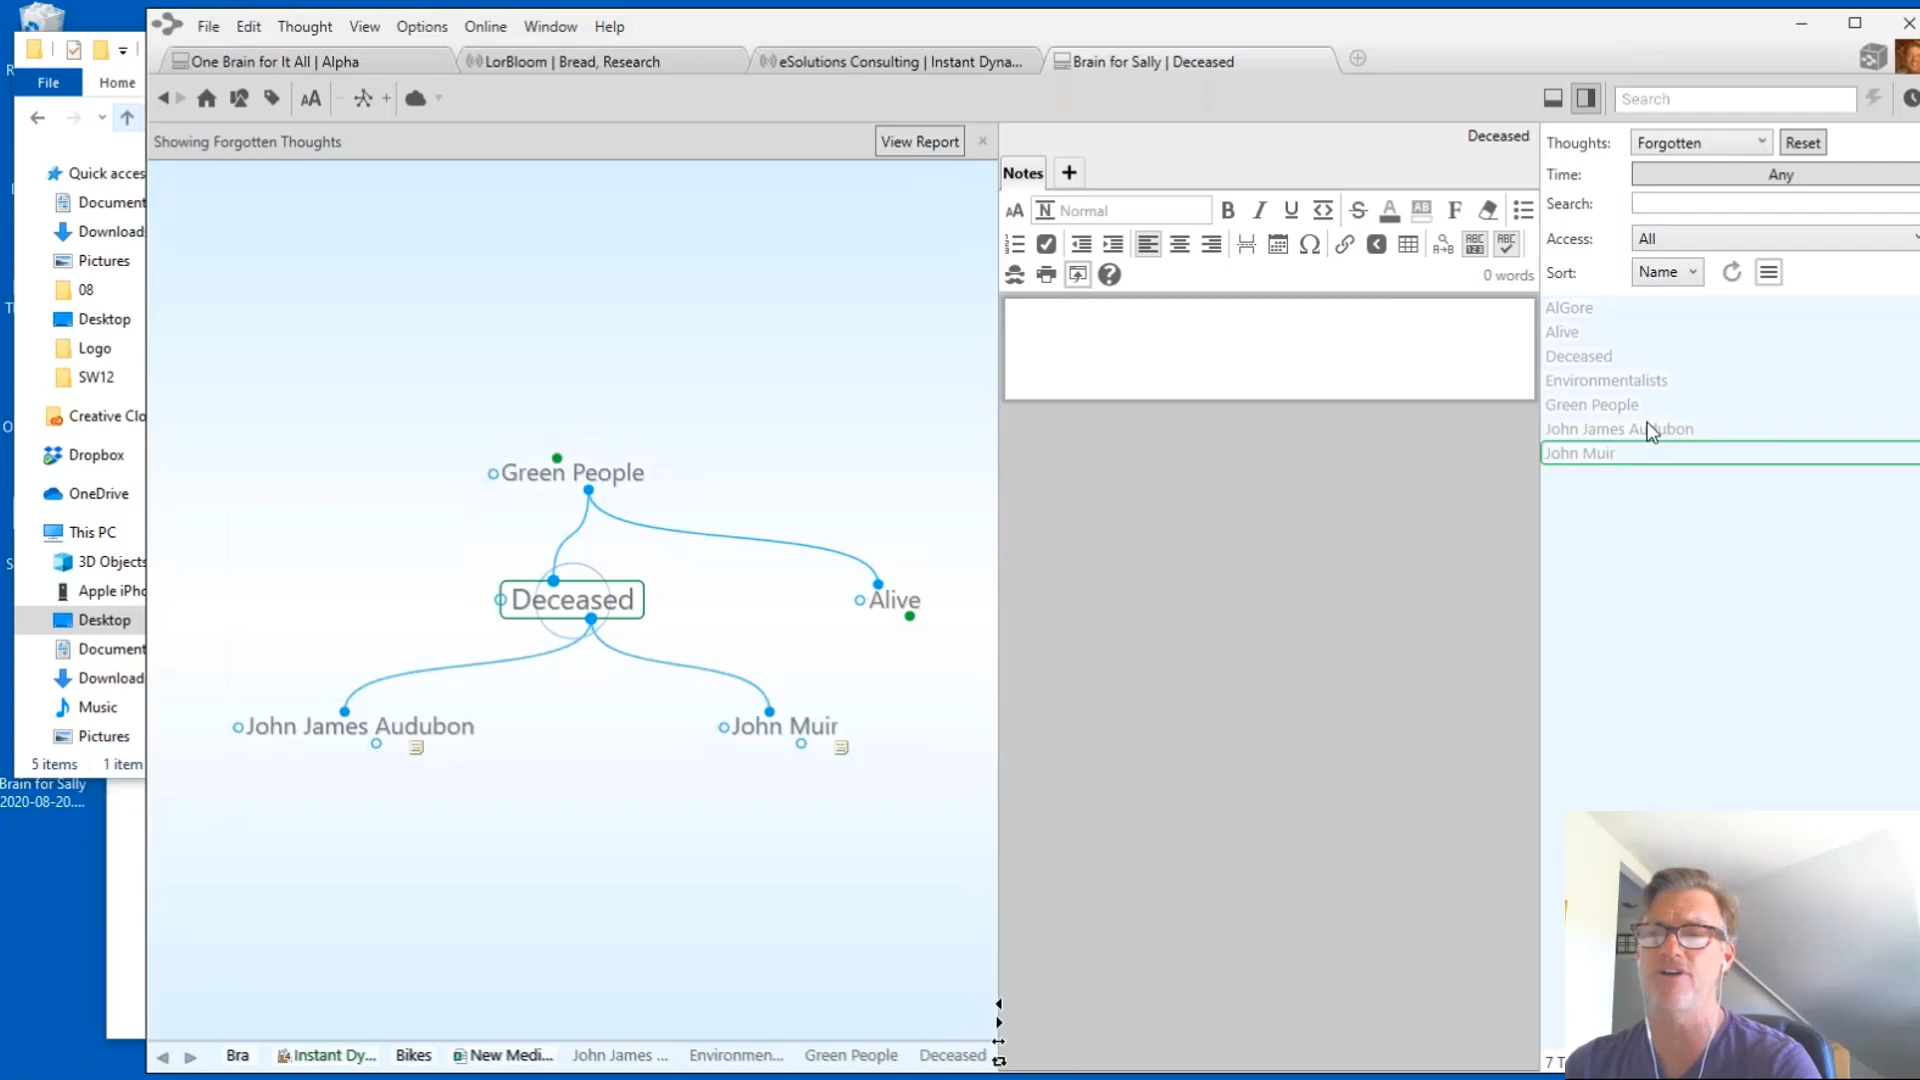 File Edit Thought View Options Online Window Help
One Brain for It All | Alpha
LorBloom | Bread, Research
eSolutions Consulting | Instant Dyna...
Brain for Sally | Deceased
File Home
Search
Showing Forgotten Thoughts
View Report
Deceased
Thoughts: Forgotten Reset
Time: Any
Search:
Access: All
Sort: Name
Notes
Normal
0 words
Quick acces
Document
Download
Pictures
08
Desktop
Logo
SW12
Creative Clo
Dropbox
OneDrive
This PC
3D Objects
Apple iPho
Desktop
Document
Download
Music
Pictures
5 items 1 item
Brain for Sally
2020-08-20....
Green People
Deceased
Alive
John James Audubon
John Muir
AlGore
Alive
Deceased
Environmentalists
Green People
John James Audubon
John Muir
Bra Instant Dy... Bikes New Medi... John James ... Environmen... Green People Deceased